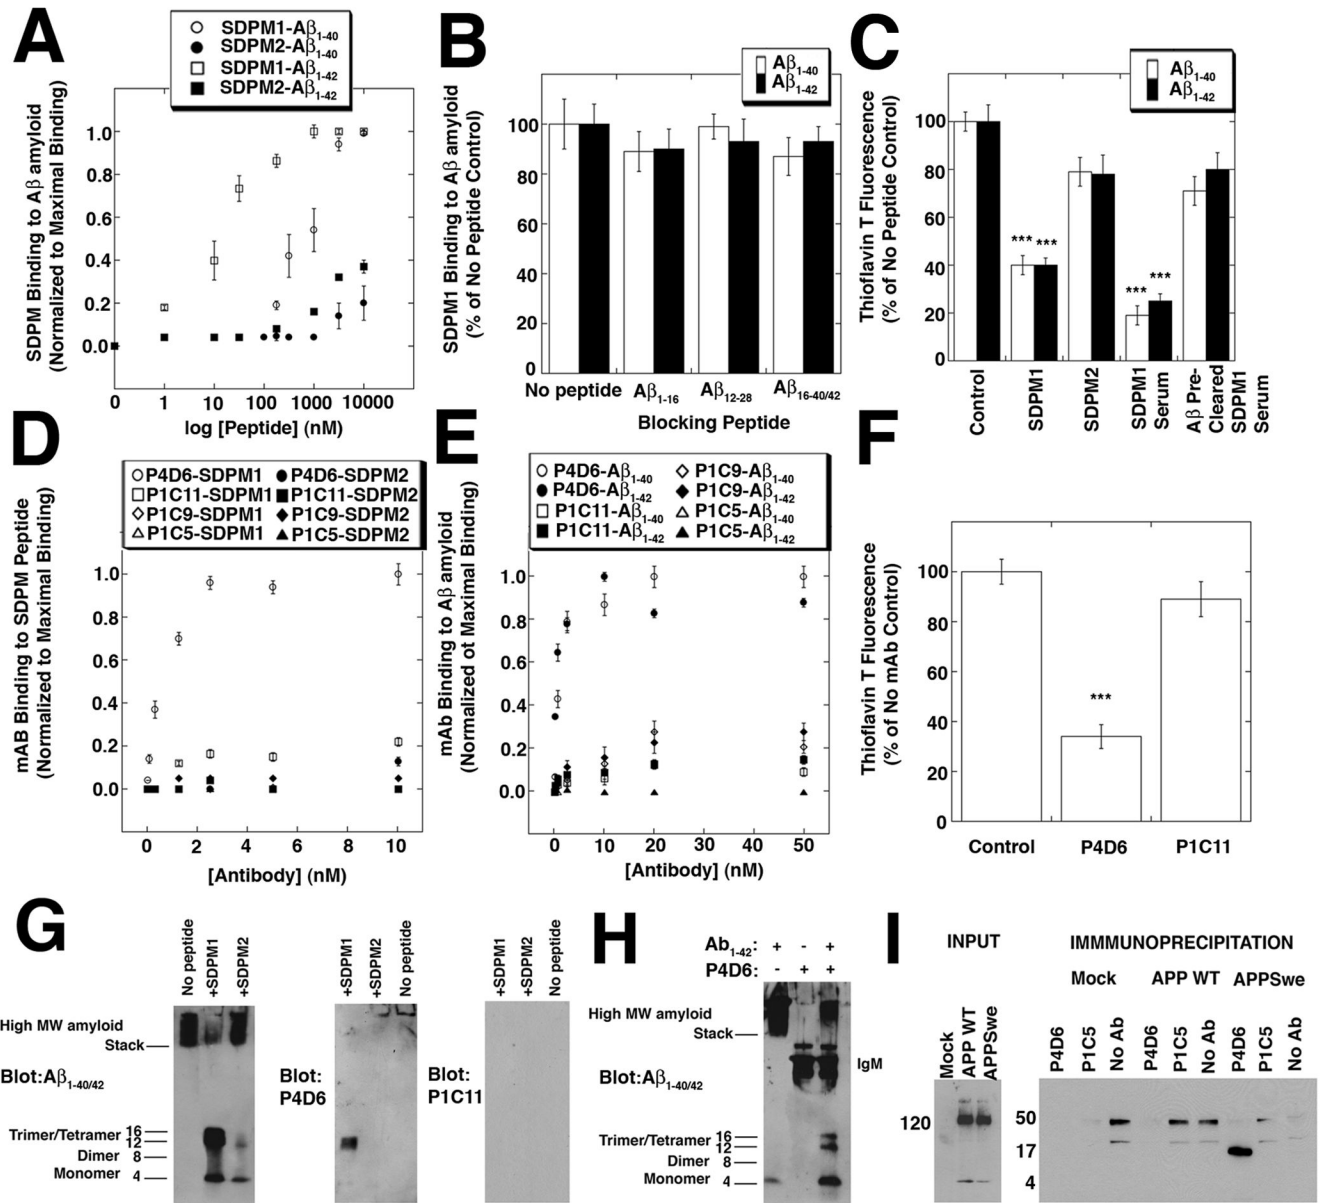 A
SDPM1-Aβ1-40
SDPM2-Aβ1-40
SDPM1-Aβ1-42
SDPM2-Aβ1-42
SDPM Binding to Aβ amyloid
(Normalized to Maximal Binding)
1.0
0.8
0.6
0.4
0.2
0.0
0 1 10 100 1000 10000
log [Peptide] (nM)
B
Aβ1-40
Aβ1-42
SDPM1 Binding to Aβ amyloid
(% of No Peptide Control)
100
80
60
40
20
0
No peptide Aβ1-16 Aβ12-28 Aβ16-40/42
Blocking Peptide
C
Aβ1-40
Aβ1-42
Thioflavin T Fluorescence
(% of No Peptide Control)
100
80
60
40
20
0
*** ***
*** ***
Control
SDPM1
SDPM2
SDPM1
Serum
Aβ Pre-
Cleared
SDPM1
Serum
D
P4D6-SDPM1 P4D6-SDPM2
P1C11-SDPM1 P1C11-SDPM2
P1C9-SDPM1 P1C9-SDPM2
P1C5-SDPM1 P1C5-SDPM2
mAB Binding to SDPM Peptide
(Normalized to Maximal Binding)
1.0
0.8
0.6
0.4
0.2
0.0
0 2 4 6 8 10
[Antibody] (nM)
E
P4D6-Aβ1-40 P1C9-Aβ1-40
P4D6-Aβ1-42 P1C9-Aβ1-42
P1C11-Aβ1-40 P1C5-Aβ1-40
P1C11-Aβ1-42 P1C5-Aβ1-42
mAb Binding to Aβ amyloid
(Normalized ot Maximal Binding)
1.0
0.8
0.6
0.4
0.2
0.0
0 10 20 30 40 50
[Antibody] (nM)
F
Thioflavin T Fluorescence
(% of No mAb Control)
100
80
60
40
20
0
***
Control P4D6 P1C11
G
No peptide
+SDPM1
+SDPM2
High MW amyloid
Stack
Blot:Aβ1-40/42
Trimer/Tetramer 16
12
Dimer 8
Monomer 4
+SDPM1
+SDPM2
No peptide
Blot:
P4D6
+SDPM1
+SDPM2
No peptide
Blot:
P1C11
H
Ab1-42: + - +
P4D6: - + +
High MW amyloid
Stack
IgM
Blot:Aβ1-40/42
Trimer/Tetramer 16
12
Dimer 8
Monomer 4
I
INPUT
Mock
APP WT
APPSwe
120
IMMMUNOPRECIPITATION
Mock APP WT APPSwe
P4D6
P1C5
No Ab
P4D6
P1C5
No Ab
P4D6
P1C5
No Ab
50
17
4